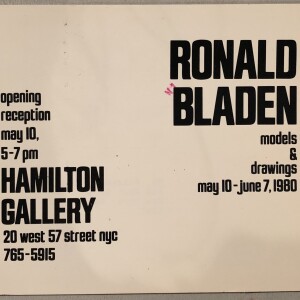 opening
reception
may 10,
5-7 pm
HAMILTON
GALLERY
20 west 57 street nyc
765-5915
RONALD
BLADEN
models
&
drawings
may 10 - june 7, 1980